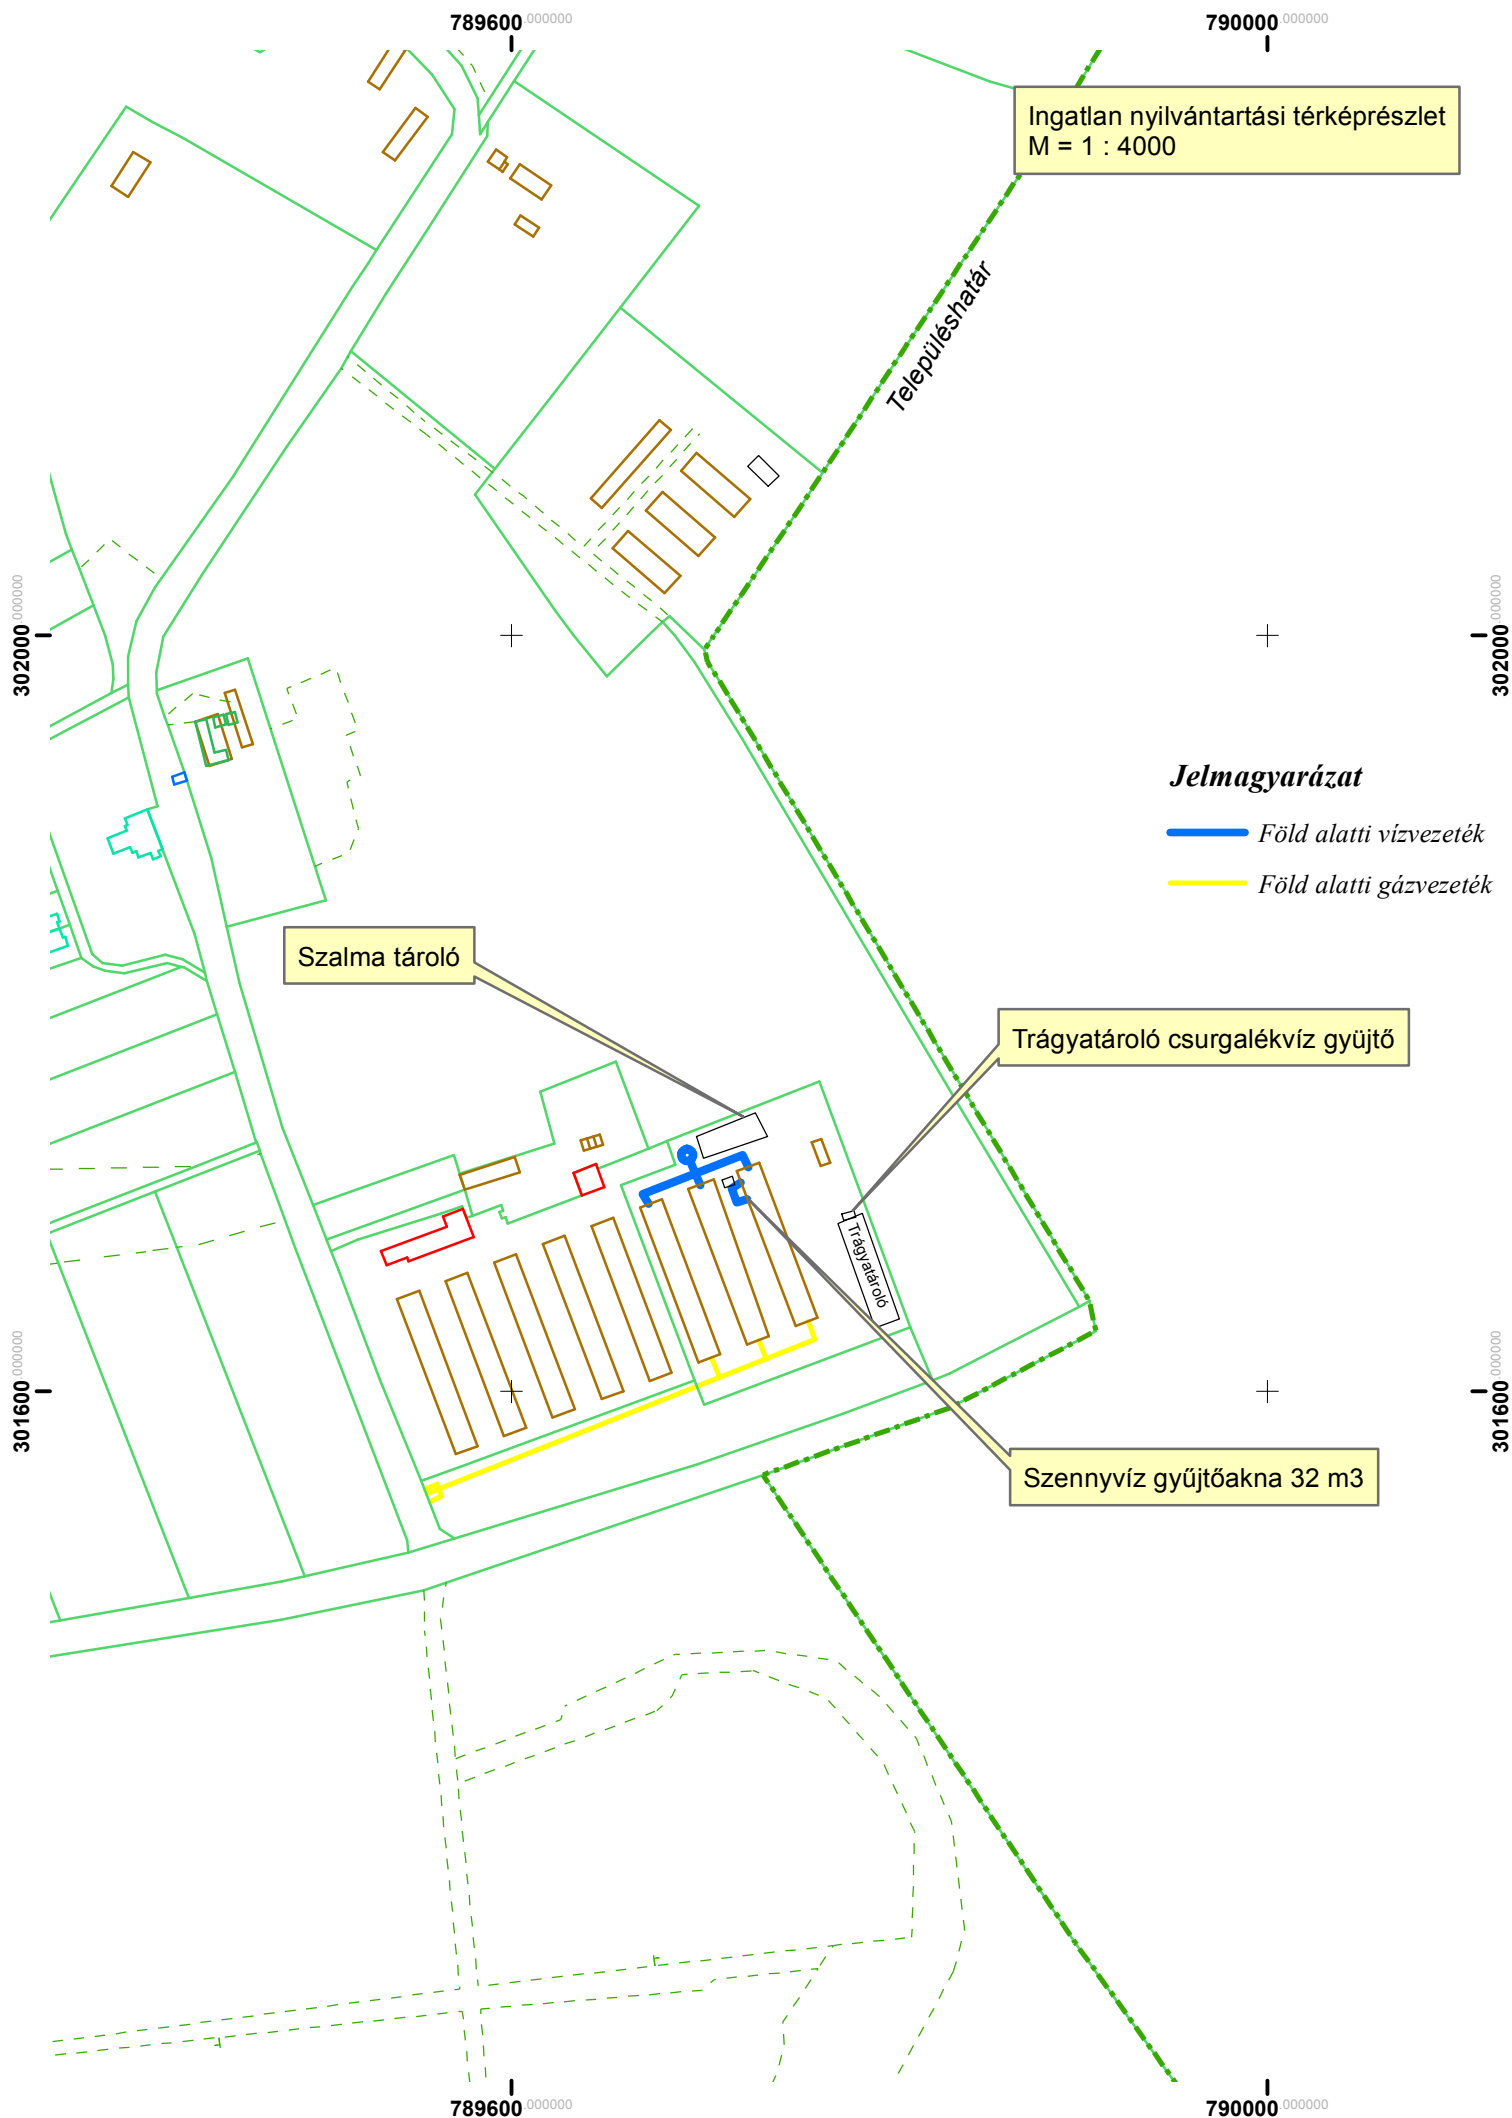 789600.000000
790000.000000
Ingatlan nyilvántartási térképrészlet
M = 1 : 4000
Településhatár
302000.000000
302000.000000
Jelmagyarázat
Föld alatti vízvezeték
Föld alatti gázvezeték
Szalma tároló
Trágyatároló csurgalékvíz gyüjtő
Trágyatároló
301600.000000
301600.000000
Szennyvíz gyűjtőakna 32 m3
789600.000000
790000.000000